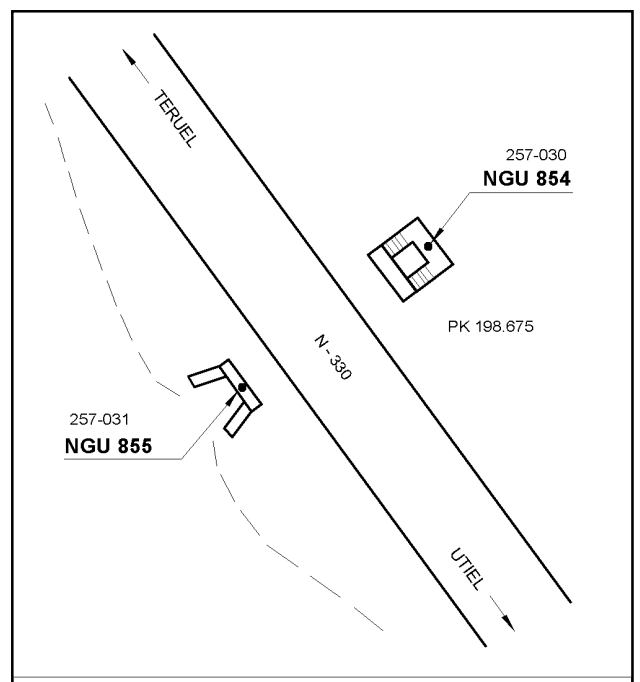 TERUEL
257-030
NGU 854
PK 198.675
N - 330
257-031
NGU 855
UTIEL